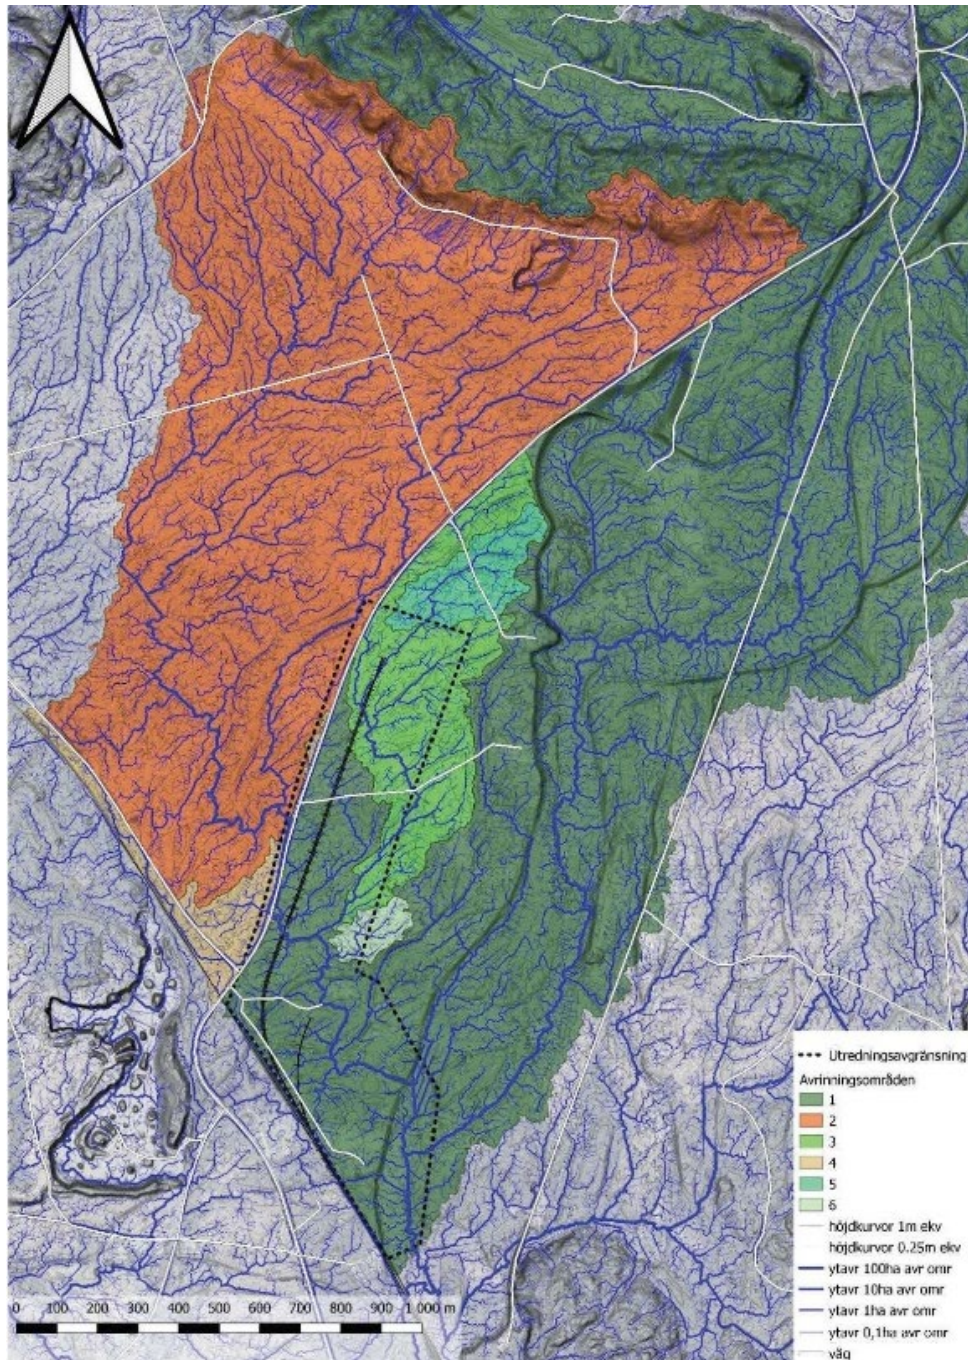 Utredningsavgränsning
Avrinningsområden
1
2
3
4
5
6
höjdkurvor 1m ekv
höjdkurvor 0.25m ekv
ytavr 100ha avr omr
ytavr 10ha avr omr
ytavr 1ha avr omr
ytavr 0,1ha avr omr
väg
0 100 200 300 400 500 600 700 800 900 1 000 m